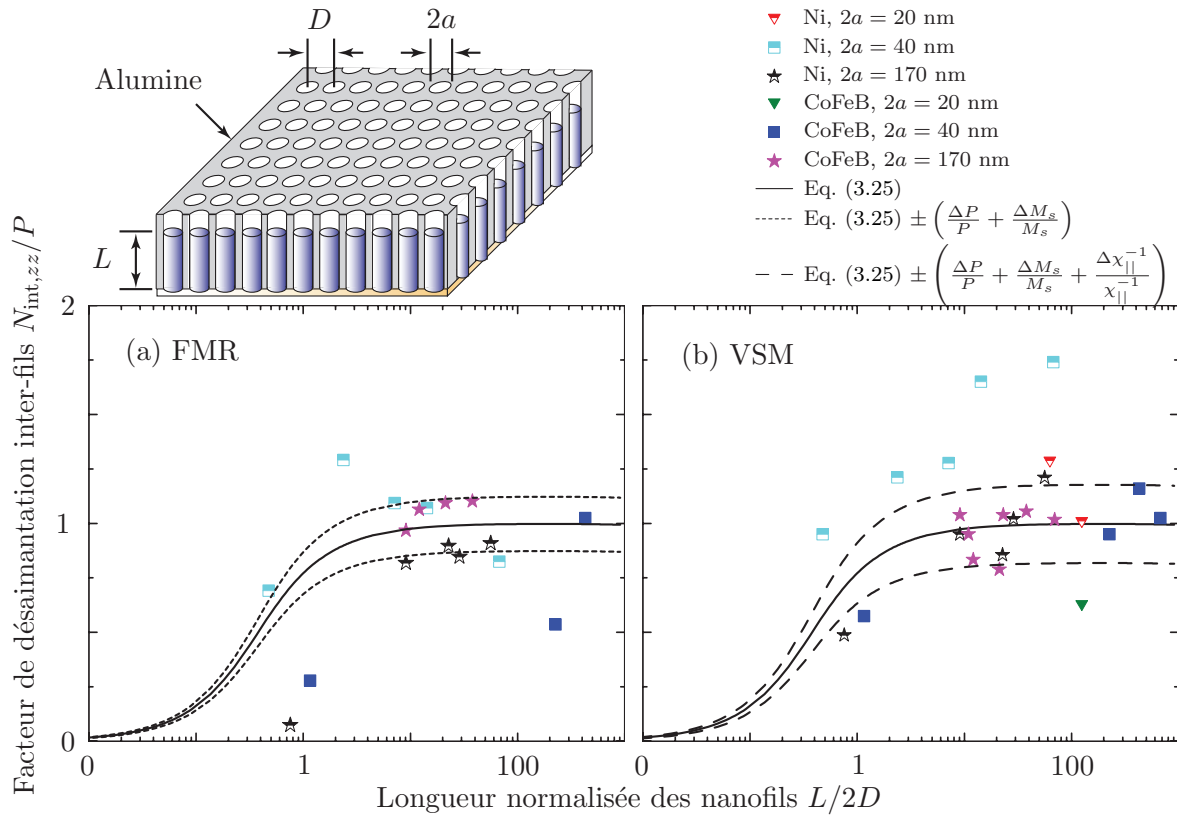 D
2a
Alumine
L
Ni, 2a = 20 nm
Ni, 2a = 40 nm
Ni, 2a = 170 nm
CoFeB, 2a = 20 nm
CoFeB, 2a = 40 nm
CoFeB, 2a = 170 nm
Eq. (3.25)
Eq. (3.25) ± (ΔP/P + ΔM_s/M_s)
Eq. (3.25) ± (ΔP/P + ΔM_s/M_s + Δχ_||^{-1}/χ_||^{-1})
Facteur de désaimantation inter-fils N_{int,zz}/P
2
1
0
(a) FMR
(b) VSM
0
1
100
0
1
100
Longueur normalisée des nanofils L/2D